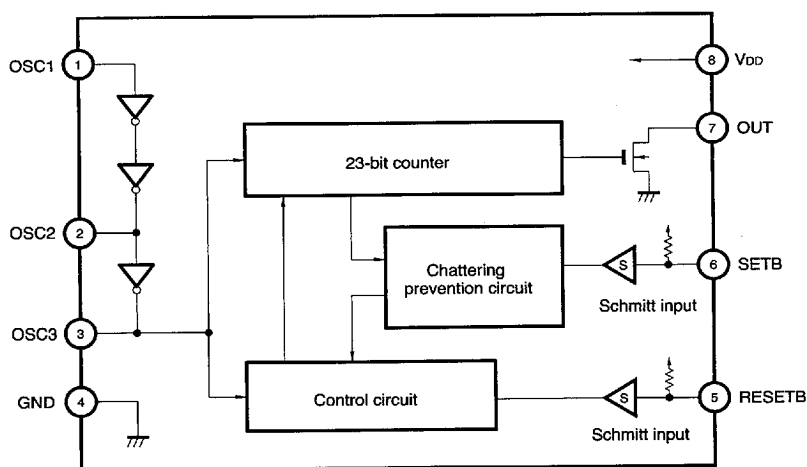 OSC1
1
8
VDD
7
OUT
23-bit counter
OSC2
2
Chattering
prevention circuit
S
6
SETB
Schmitt input
OSC3
3
GND
4
Control circuit
S
5
RESETB
Schmitt input